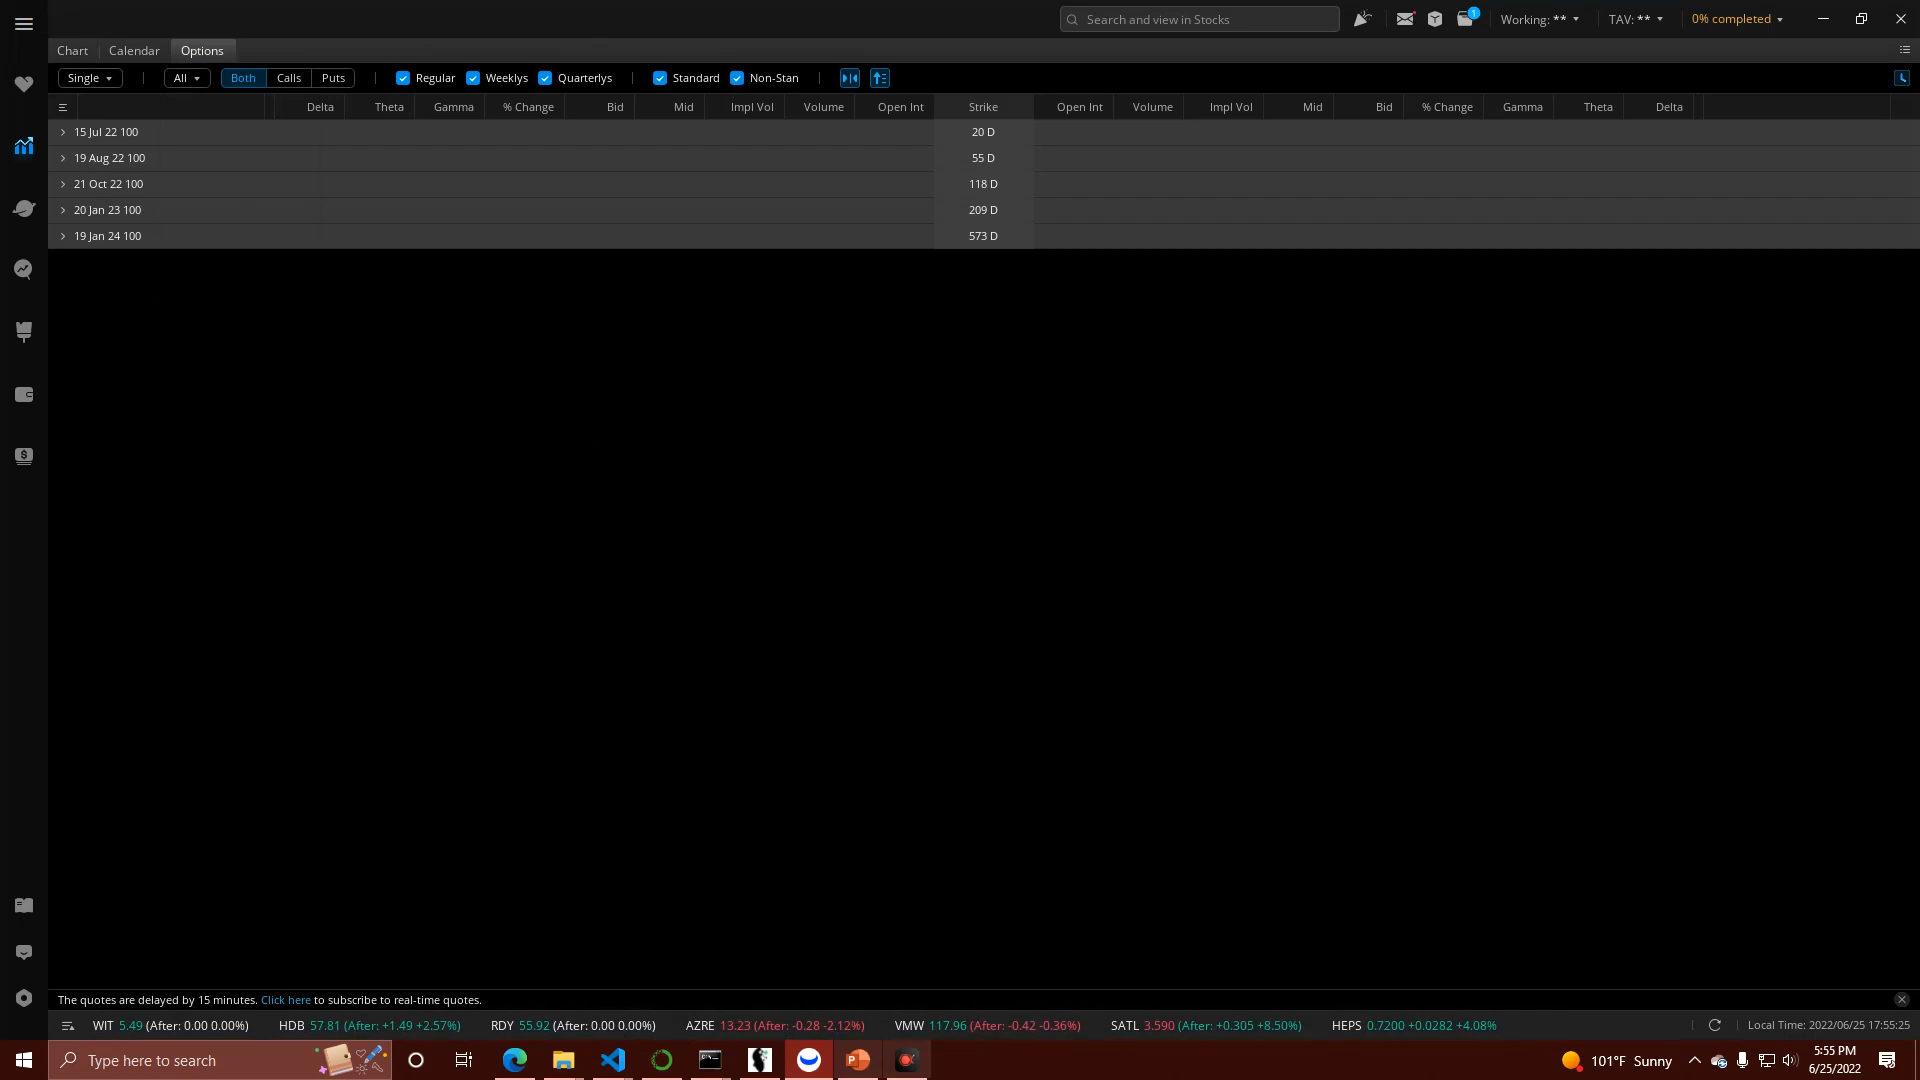 Search and view in Stocks
1
Working: **
TAV: **
0% completed
Chart
Calendar
Options
Single
All
Both
Calls
Puts
Regular
Weeklys
Quarterlys
Standard
Non-Stan
Delta Theta Gamma % Change Bid Mid Impl Vol Volume Open Int Strike Open Int Volume Impl Vol Mid Bid % Change Gamma Theta Delta
15 Jul 22 100 20 D
19 Aug 22 100 55 D
21 Oct 22 100 118 D
20 Jan 23 100 209 D
19 Jan 24 100 573 D
The quotes are delayed by 15 minutes. Click here to subscribe to real-time quotes.
WIT 5.49 (After: 0.00 0.00%) HDB 57.81 (After: +1.49 +2.57%) RDY 55.92 (After: 0.00 0.00%) AZRE 13.23 (After: -0.28 -2.12%) VMW 117.96 (After: -0.42 -0.36%) SATL 3.590 (After: +0.305 +8.50%) HEPS 0.7200 +0.0282 +4.08%
Local Time: 2022/06/25 17:55:25
Type here to search
101°F Sunny
5:55 PM
6/25/2022